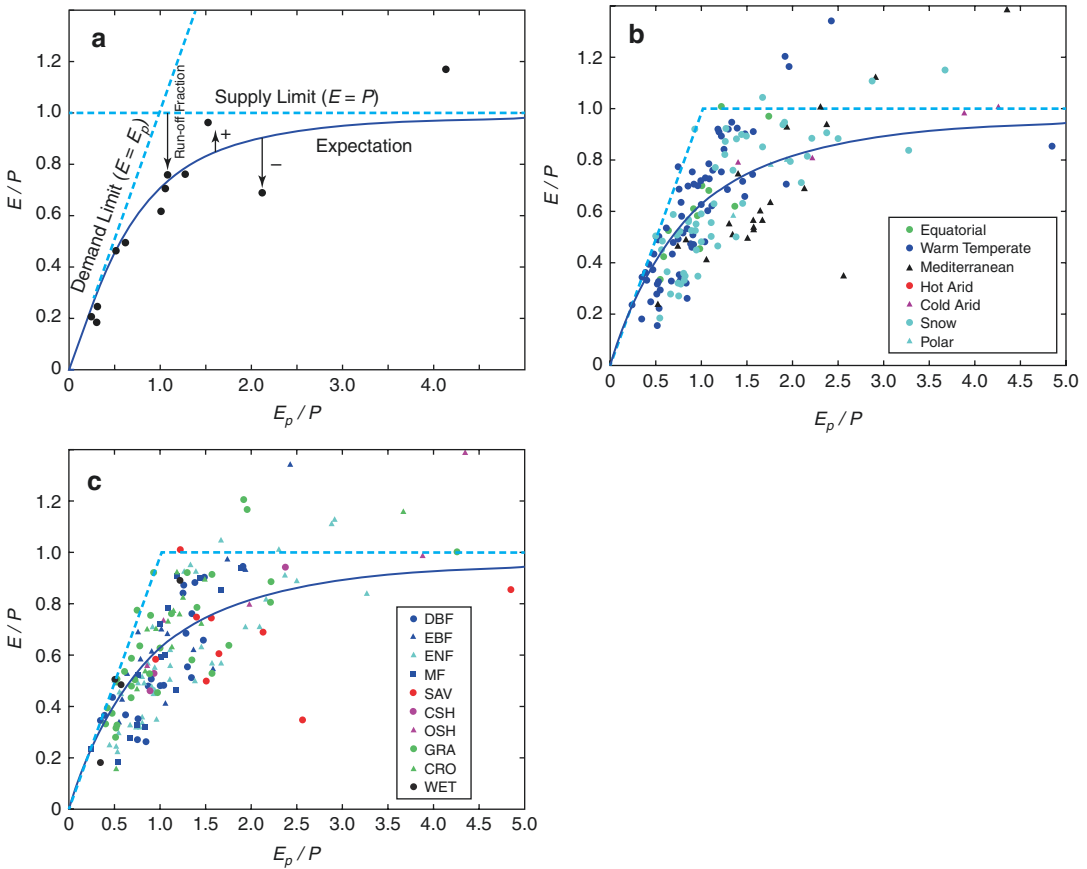 a
Demand Limit (E = Ep)
Run-off Fraction
Supply Limit (E = P)
+
−
Expectation
E / P
0
0.2
0.4
0.6
0.8
1.0
1.2
0 1.0 2.0 3.0 4.0
Ep / P
b
E / P
0
0.2
0.4
0.6
0.8
1.0
1.2
Equatorial
Warm Temperate
Mediterranean
Hot Arid
Cold Arid
Snow
Polar
0 0.5 1.0 1.5 2.0 2.5 3.0 3.5 4.0 4.5 5.0
Ep / P
c
E / P
0
0.2
0.4
0.6
0.8
1.0
1.2
DBF
EBF
ENF
MF
SAV
CSH
OSH
GRA
CRO
WET
0 0.5 1.0 1.5 2.0 2.5 3.0 3.5 4.0 4.5 5.0
Ep / P